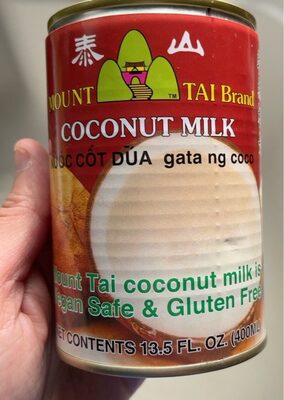 泰 山
MOUNT TAI Brand
TM
COCONUT MILK
NƯỚC CỐT DỪA gata ng coco
Mount Tai coconut milk is
Vegan Safe & Gluten Free
NET CONTENTS 13.5 FL. OZ. (400ML)